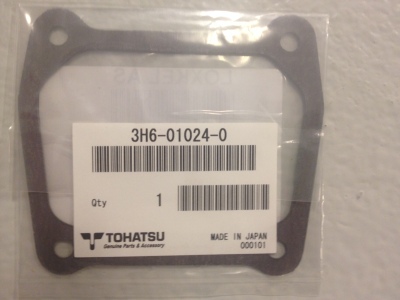 3H6-01024-0
Qty 1
TOHATSU
Genuine Parts & Accessory
MADE IN JAPAN
000101